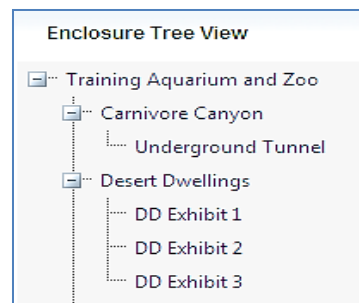 Enclosure Tree View
Training Aquarium and Zoo
Carnivore Canyon
Underground Tunnel
Desert Dwellings
DD Exhibit 1
DD Exhibit 2
DD Exhibit 3